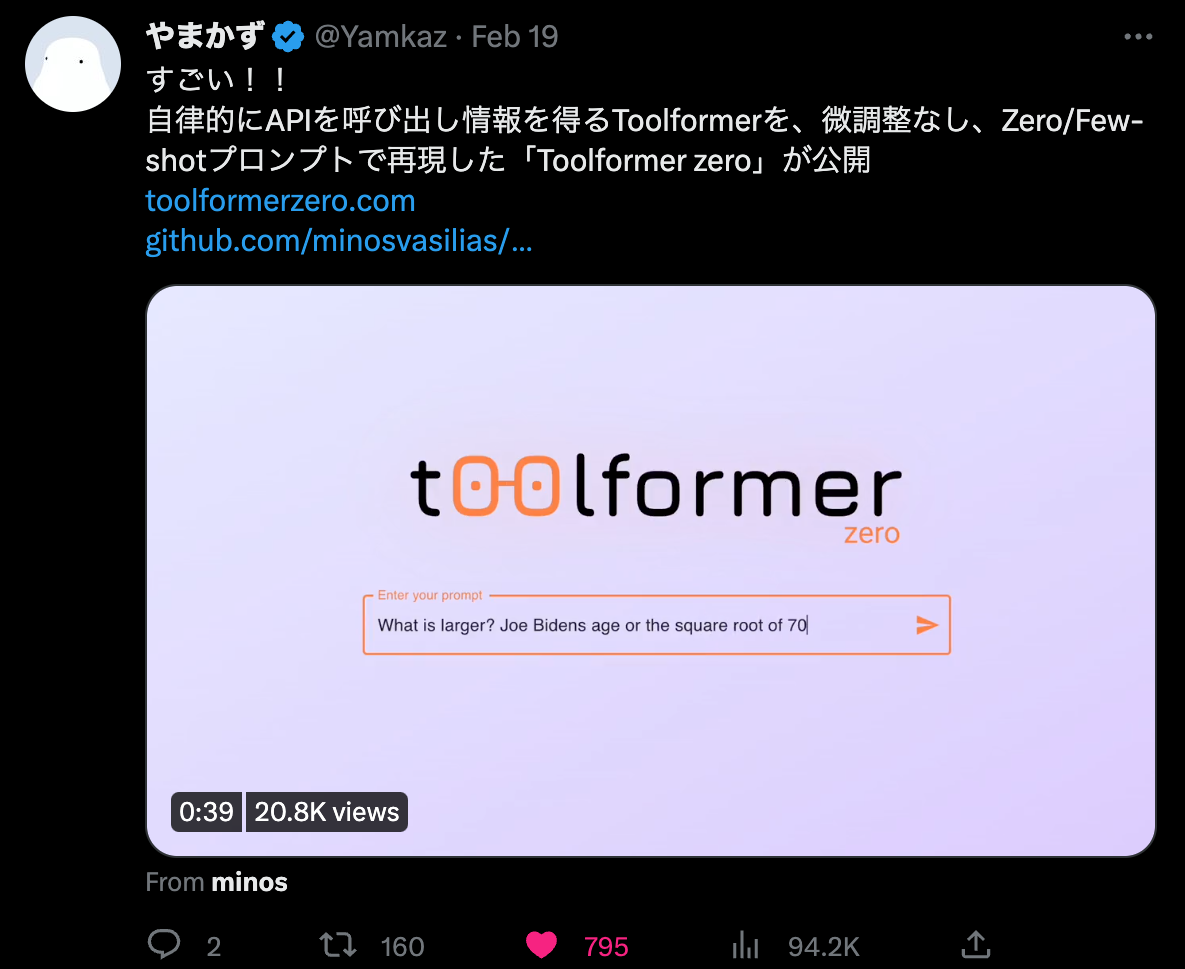 やまかず @Yamkaz · Feb 19
すごい！！
自律的にAPIを呼び出し情報を得るToolformerを、微調整なし、Zero/Few-
shotプロンプトで再現した「Toolformer zero」が公開
toolformerzero.com
github.com/minosvasilias/...
toolformer
zero
Enter your prompt
What is larger? Joe Bidens age or the square root of 70
0:39 20.8K views
From minos
2 160 795 94.2K